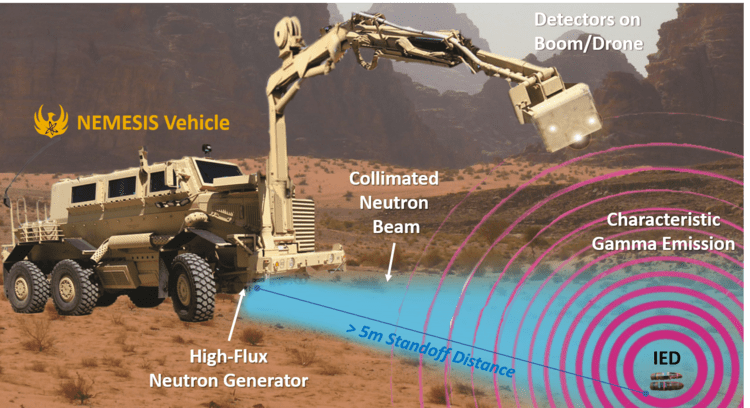 Detectors on
Boom/Drone
NEMESIS Vehicle
Collimated
Neutron
Beam
Characteristic
Gamma Emission
> 5m Standoff Distance
High-Flux
Neutron Generator
IED